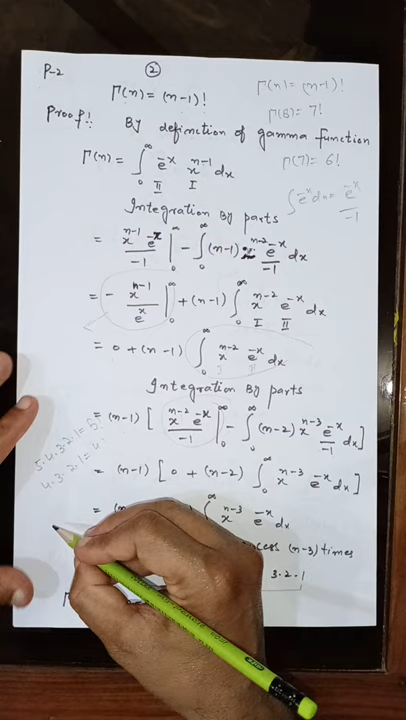 P-2 ②
Γ(n) = (n-1)! Γ(n) = (n-1)!
Γ(8) = 7!
Proof!! By definition of gamma function
Γ(7) = 6!
Γ(n) = ∫₀^∞ e^-x x^n-1 dx
II I
∫e^-x dx = e^-x/-1
Integration by parts
= x^n-1 e^-x/-1 |₀^∞ - ∫₀^∞ (n-1) x^n-2 e^-x/-1 dx
= - x^n-1/e^x |₀^∞ + (n-1) ∫₀^∞ x^n-2 e^-x dx
I II
= 0 + (n-1) ∫₀^∞ x^n-2 e^-x dx
I II
Integration by parts
= (n-1) [ x^n-2 e^-x/-1 |₀^∞ - ∫₀^∞ (n-2) x^n-3 e^-x/-1 dx]
5.4.3.2.1 = 5!
4.3.2.1 = 4!
= (n-1) [ 0 + (n-2) ∫₀^∞ x^n-3 e^-x dx]
= ∫ x^n-3 e^-x dx
(n-3) times
3.2.1